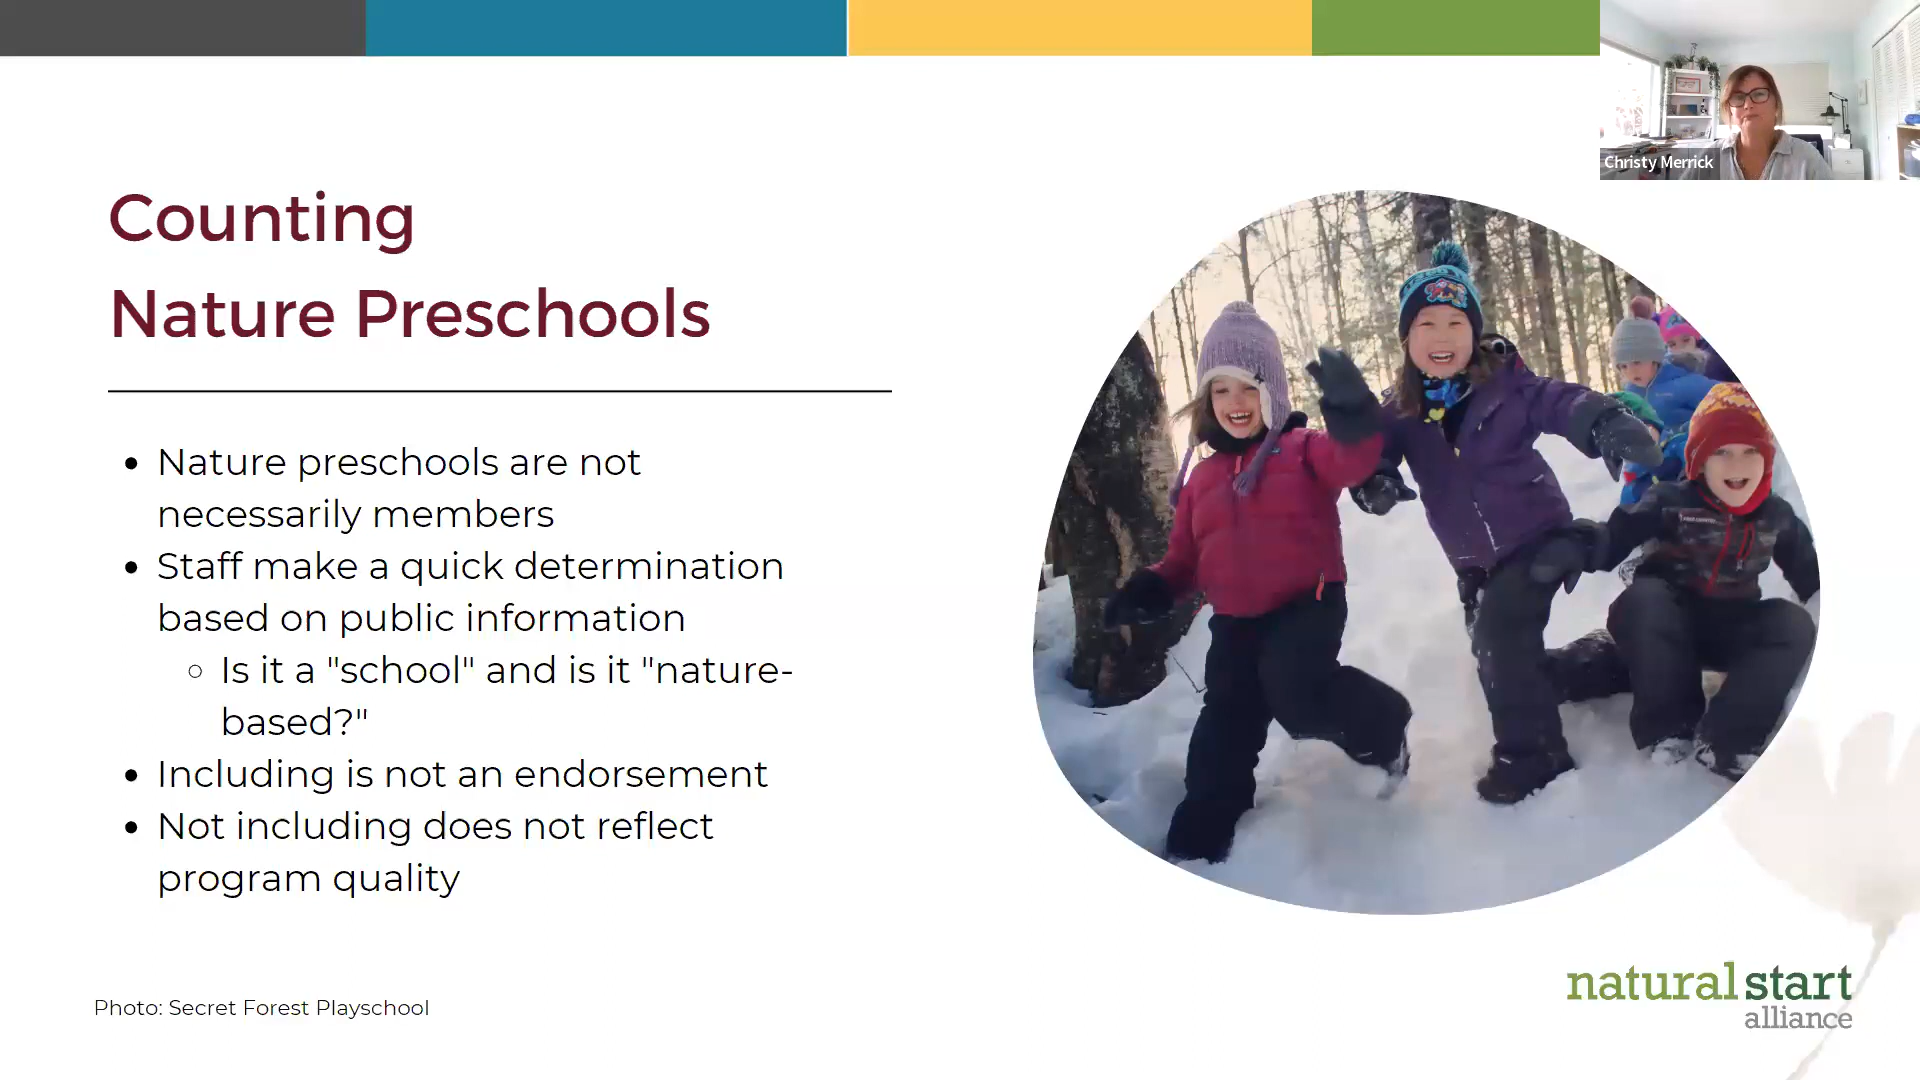 Christy Merrick
Counting
Nature Preschools
• Nature preschools are not
necessarily members
• Staff make a quick determination
based on public information
○ Is it a "school" and is it "nature-
based?"
• Including is not an endorsement
• Not including does not reflect
program quality
Photo: Secret Forest Playschool
naturalstart
alliance